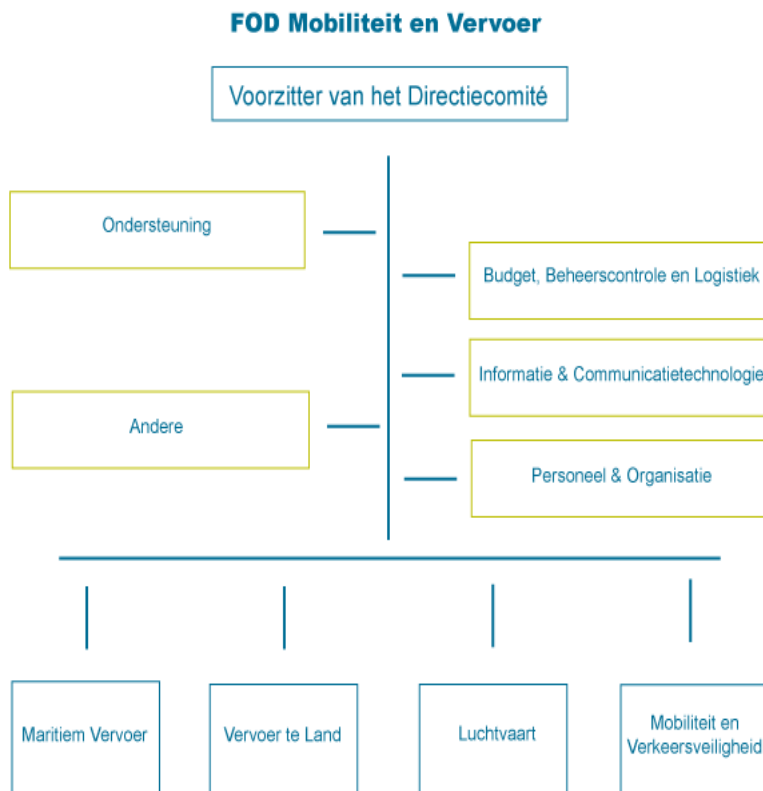 FOD Mobiliteit en Vervoer
Voorzitter van het Directiecomité
Ondersteuning
Budget, Beheerscontrole en Logistiek
Informatie & Communicatietechnologie
Andere
Personeel & Organisatie
Maritiem Vervoer
Vervoer te Land
Luchtvaart
Mobiliteit en
Verkeersveiligheid